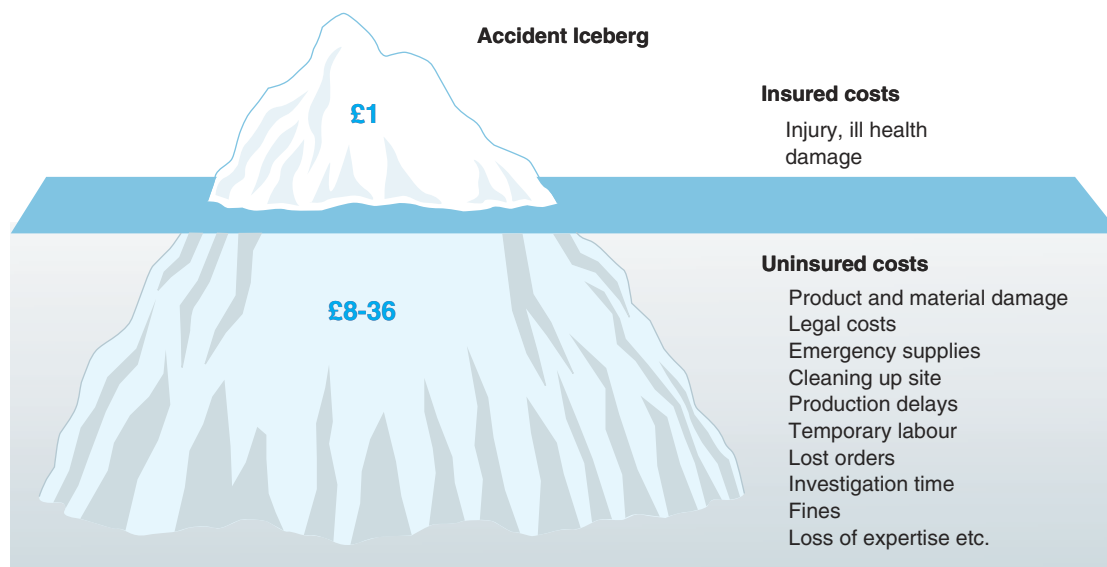 Accident Iceberg
£1
Insured costs
Injury, ill health
damage
£8-36
Uninsured costs
Product and material damage
Legal costs
Emergency supplies
Cleaning up site
Production delays
Temporary labour
Lost orders
Investigation time
Fines
Loss of expertise etc.